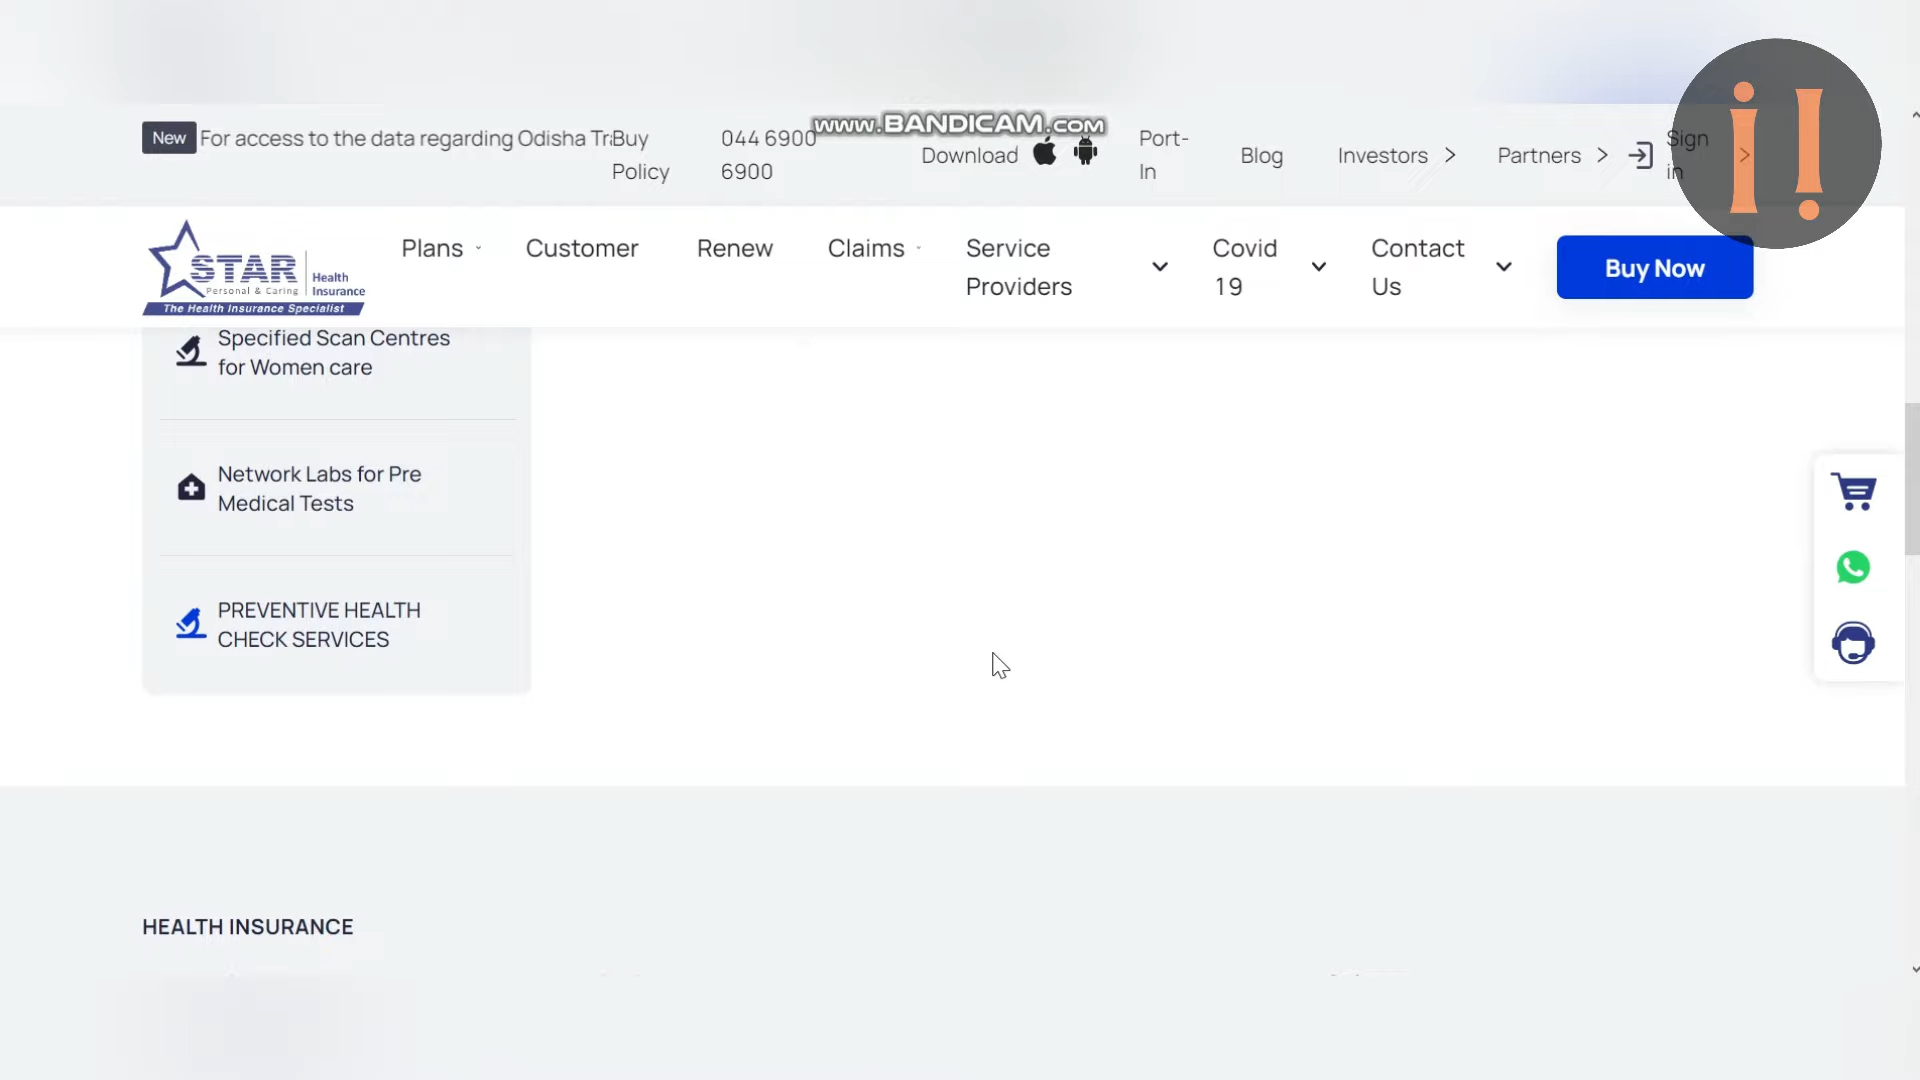 www.BANDICAM.com
New For access to the data regarding Odisha Tr
Buy
Policy
044 6900
6900
Download
Port-
In
Blog
Investors
Partners
Sign
in
STAR
Personal & Caring
Health
Insurance
The Health Insurance Specialist
Plans
Customer
Renew
Claims
Service
Providers
Covid
19
Contact
Us
Buy Now
Specified Scan Centres
for Women care
Network Labs for Pre
Medical Tests
PREVENTIVE HEALTH
CHECK SERVICES
HEALTH INSURANCE